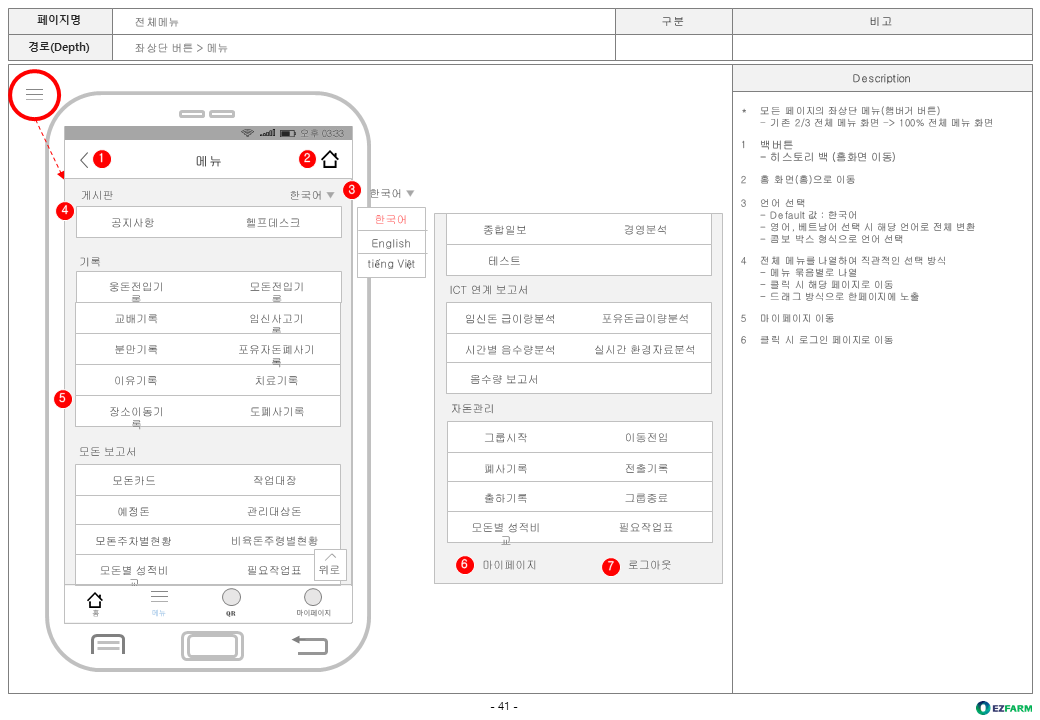 페이지명 전체메뉴 구분 비고
경로(Depth) 좌상단 버튼 > 메뉴
Description
* 모든 페이지의 좌상단 메뉴(햄버거 버튼)
- 기존 2/3 전체 메뉴 화면 -> 100% 전체 메뉴 화면
1 백버튼
- 히스토리 백 (홈화면 이동)
2 홈 화면(홈)으로 이동
3 언어 선택
- Default 값 : 한국어
- 영어, 베트남어 선택 시 해당 언어로 전체 변환
- 콤보 박스 형식으로 언어 선택
4 전체 메뉴를 나열하여 직관적인 선택 방식
- 메뉴 묶음별로 나열
- 클릭 시 해당 페이지로 이동
- 드래그 방식으로 한페이지에 노출
5 마이페이지 이동
6 클릭 시 로그인 페이지로 이동
오후 03:33
1 메뉴 2
게시판 한국어 ▼
3 한국어 ▼
한국어
English
tiếng Việt
4 공지사항 헬프데스크
기록
웅돈전입기
록
모돈전입기
록
교배기록 임신사고기
록
분만기록 포유자돈폐사기
록
이유기록 치료기록
5 장소이동기
록
도폐사기록
모돈 보고서
모돈카드 작업대장
예정돈 관리대상돈
모돈주차별현황 비육돈주령별현황
모돈별 성적비
교
필요작업표
위로
홈 메뉴 QR 마이페이지
종합일보 경영분석
테스트
ICT 연계 보고서
임신돈 급이량분석 포유돈급이량분석
시간별 음수량분석 실시간 환경자료분석
음수량 보고서
자돈관리
그룹시작 이동전입
폐사기록 전출기록
출하기록 그룹종료
모돈별 성적비
교
필요작업표
6 마이페이지 7 로그아웃
- 41 -
EZFARM